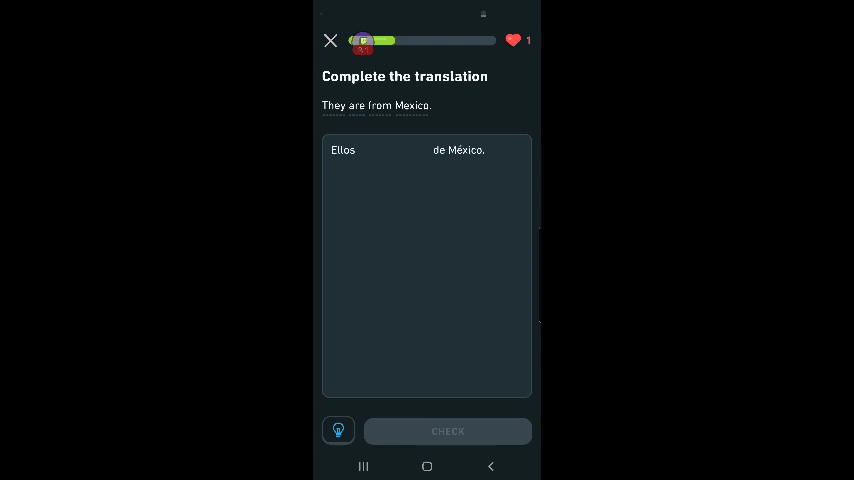 1
Complete the translation
They are from Mexico.
Ellos de México.
CHECK